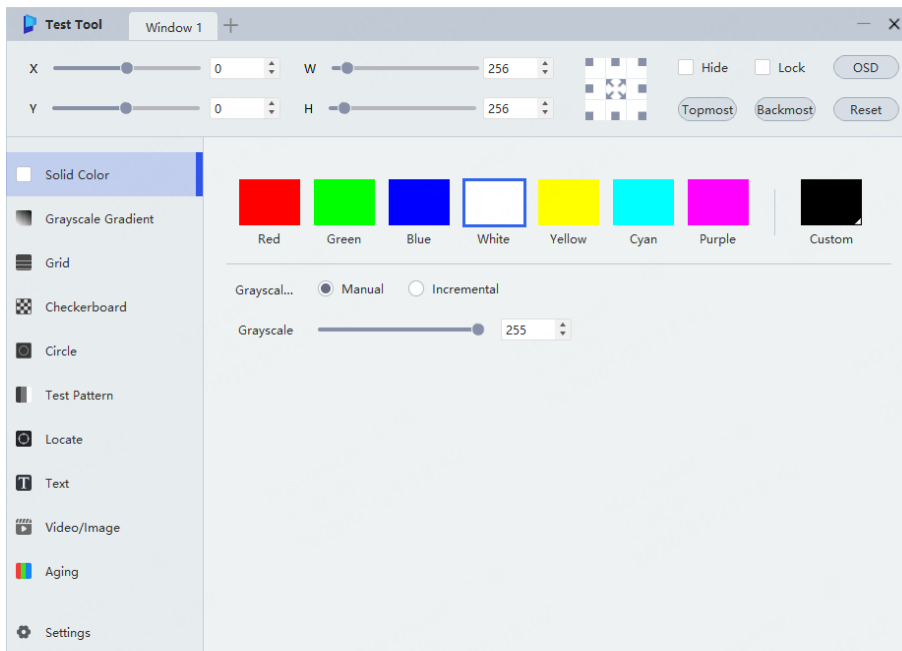 Test Tool Window 1
X 0 W 256 Hide Lock OSD
Y 0 H 256 Topmost Backmost Reset
Solid Color
Grayscale Gradient
Grid
Checkerboard
Circle
Test Pattern
Locate
Text
Video/Image
Aging
Settings
Red Green Blue White Yellow Cyan Purple Custom
Grayscal... Manual Incremental
Grayscale 255